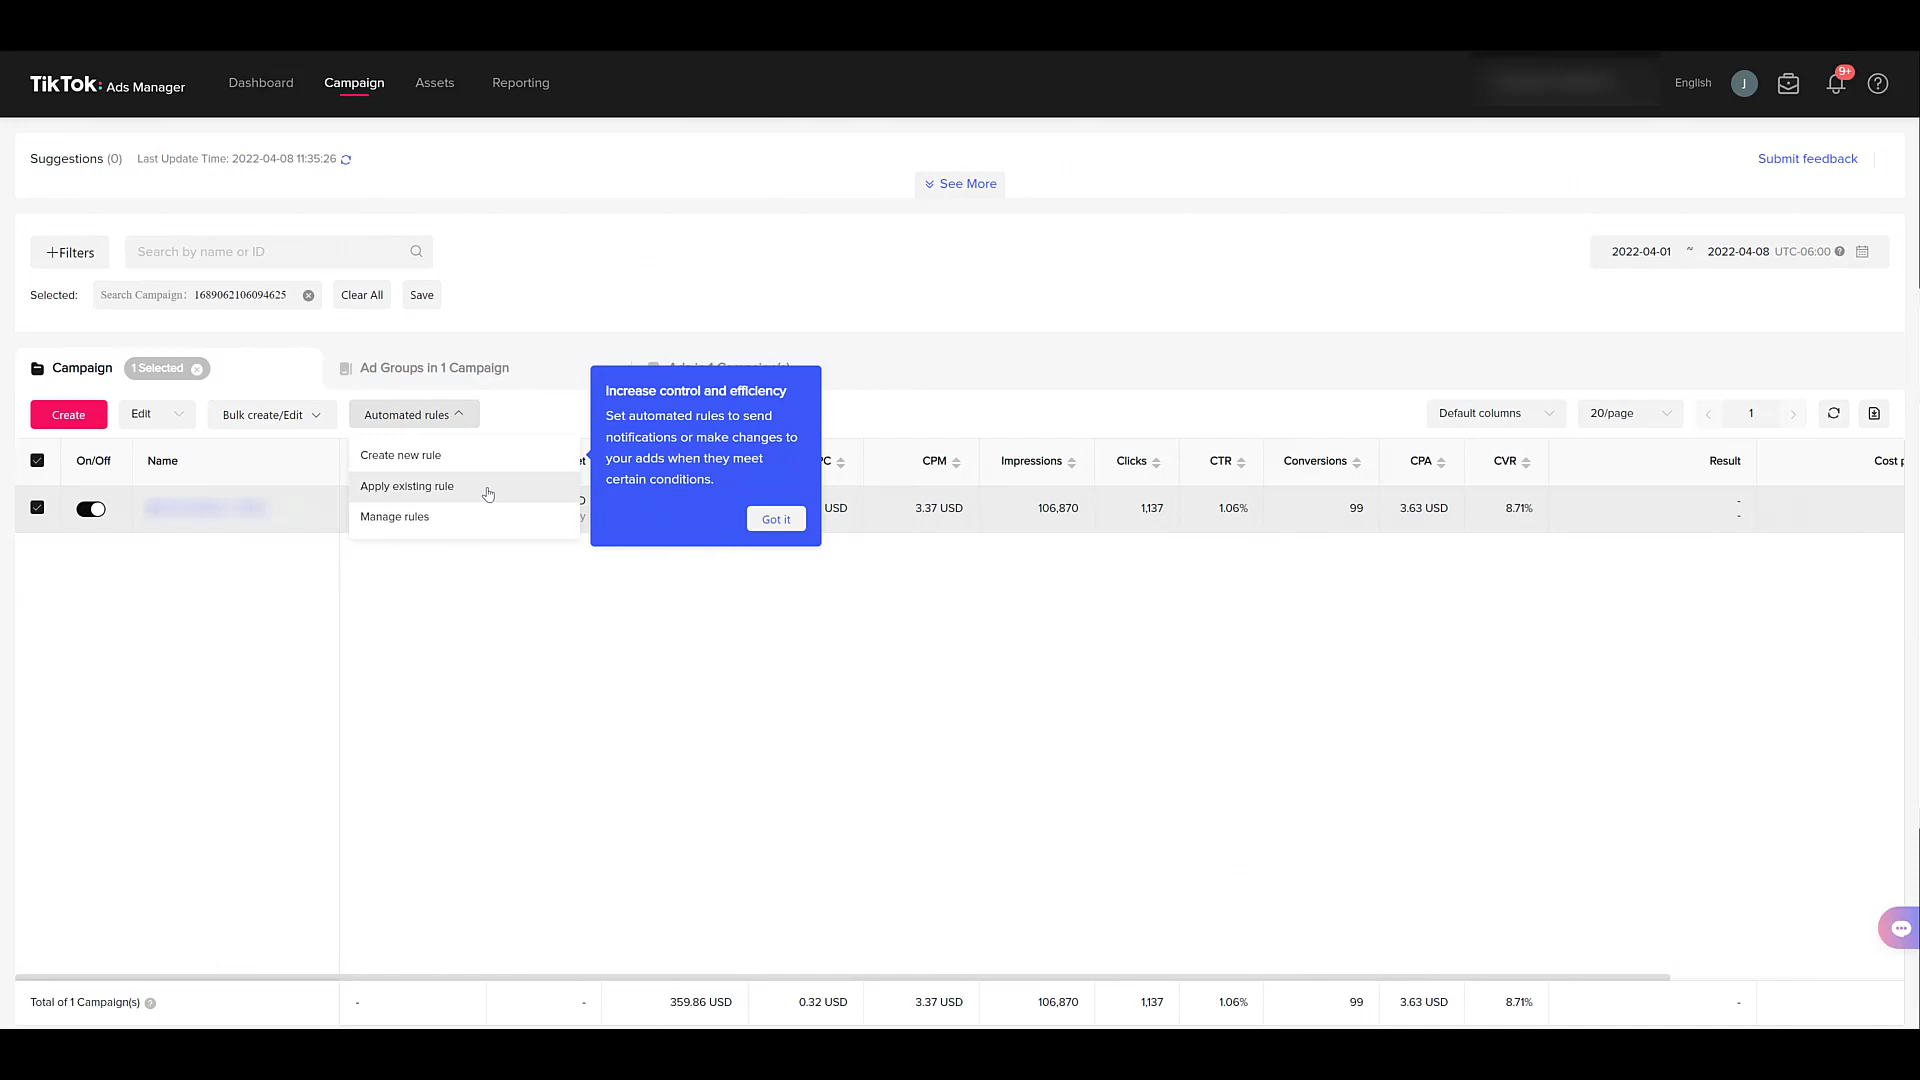 TikTok: Ads Manager Dashboard Campaign Assets Reporting English J 9+
Suggestions (0) Last Update Time: 2022-04-08 11:35:26 Submit feedback
See More
+Filters Search by name or ID 2022-04-01 ~ 2022-04-08 UTC-06:00
Selected: Search Campaign: 1689062106094625 Clear All Save
Campaign 1 Selected Ad Groups in 1 Campaign
Create Edit Bulk create/Edit Automated rules Default columns 20/page 1
Create new rule
Apply existing rule
Manage rules
Increase control and efficiency
Set automated rules to send
notifications or make changes to
your adds when they meet
certain conditions.
Got it
On/Off Name CPM Impressions Clicks CTR Conversions CPA CVR Result Cost p
USD 3.37 USD 106,870 1,137 1.06% 99 3.63 USD 8.71% -
-
Total of 1 Campaign(s) - - 359.86 USD 0.32 USD 3.37 USD 106,870 1,137 1.06% 99 3.63 USD 8.71% -